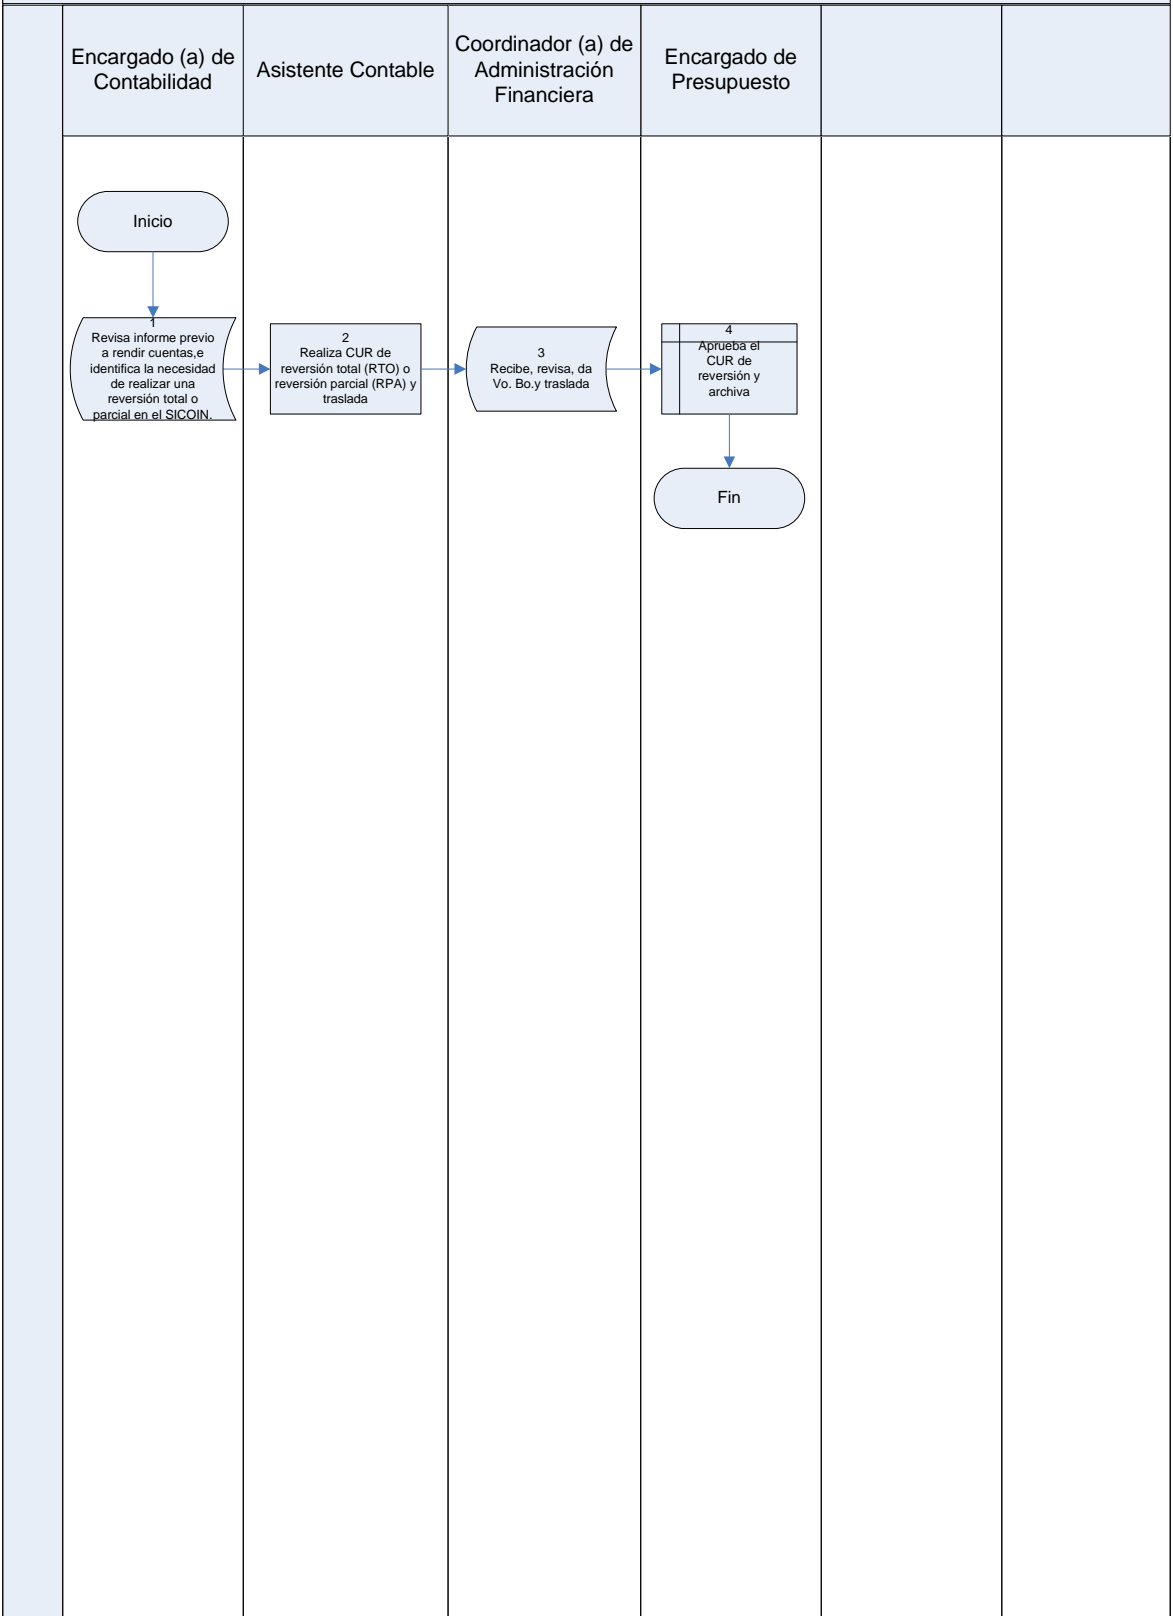 Encargado (a) de
Contabilidad
Asistente Contable
Coordinador (a) de
Administración
Financiera
Encargado de
Presupuesto
Inicio
1
Revisa informe previo
a rendir cuentas,e
identifica la necesidad
de realizar una
reversión total o
parcial en el SICOIN.
2
Realiza CUR de
reversión total (RTO) o
reversión parcial (RPA) y
traslada
3
Recibe, revisa, da
Vo. Bo.y traslada
4
Aprueba el
CUR de
reversión y
archiva
Fin